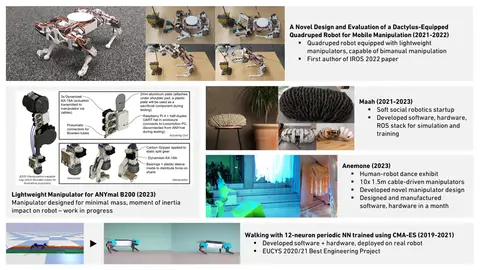 A Novel Design and Evaluation of a Dactylus-Equipped
Quadruped Robot for Mobile Manipulation (2021-2022)
• Quadruped robot equipped with lightweight
manipulators, capable of bimanual manipulation
• First author of IROS 2022 paper
Maah (2021-2023)
• Soft social robotics startup
• Developed software, hardware,
ROS stack for simulation and
training
Lightweight Manipulator for ANYmal B200 (2023)
Manipulator designed for minimal mass, moment of inertia
impact on robot – work in progress
Anemone (2023)
• Human-robot dance exhibit
• 10x 1.5m cable-driven manipulators
• Developed novel manipulator design
• Designed and manufactured
software, hardware in a month
Walking with 12-neuron periodic NN trained using CMA-ES (2019-2021)
• Developed software + hardware, deployed on real robot
• EUCYS 2020/21 Best Engineering Project